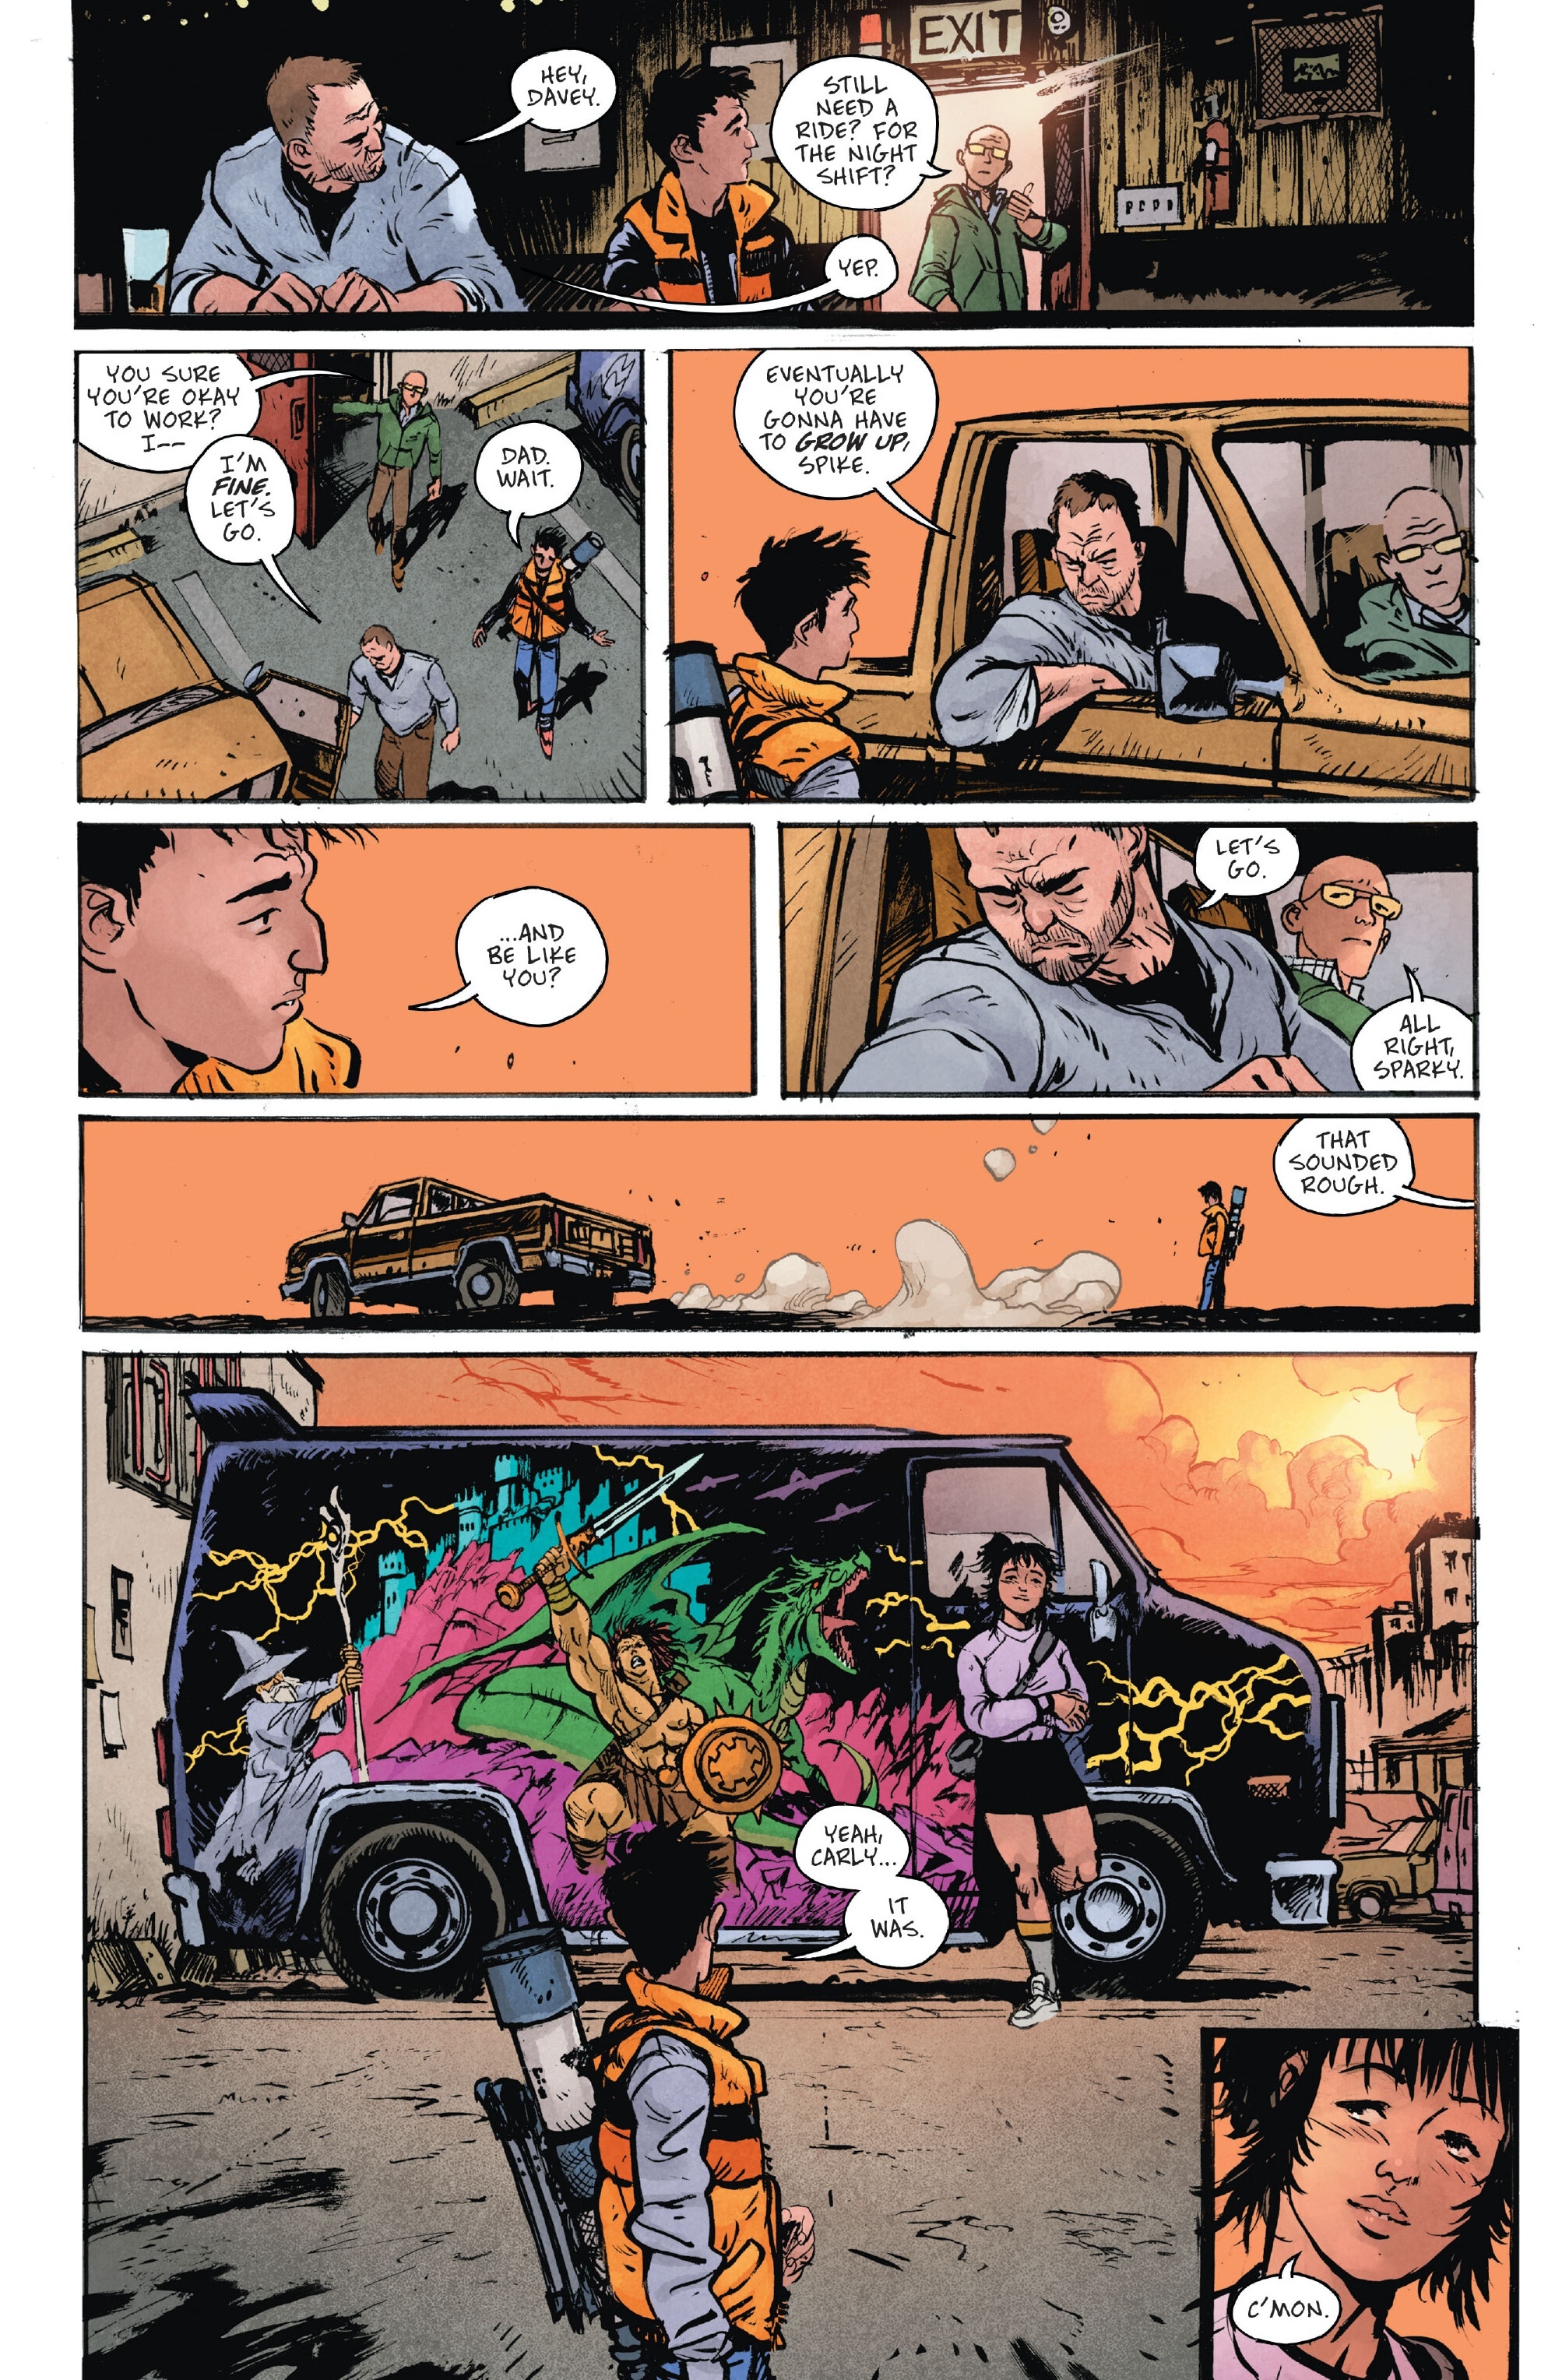 HEY,
DAVEY.
STILL
NEED A
RIDE? FOR
THE NIGHT
SHIFT?
EXIT
YEP.
YOU SURE
YOU'RE OKAY
TO WORK?
I--
I'M
FINE.
LET'S
GO.
DAD.
WAIT.
EVENTUALLY
YOU'RE
GONNA HAVE
TO GROW UP,
SPIKE.
...AND
BE LIKE
YOU?
LET'S
GO.
ALL
RIGHT,
SPARKY.
THAT
SOUNDED
ROUGH.
YEAH,
CARLY...
IT
WAS.
C'MON.